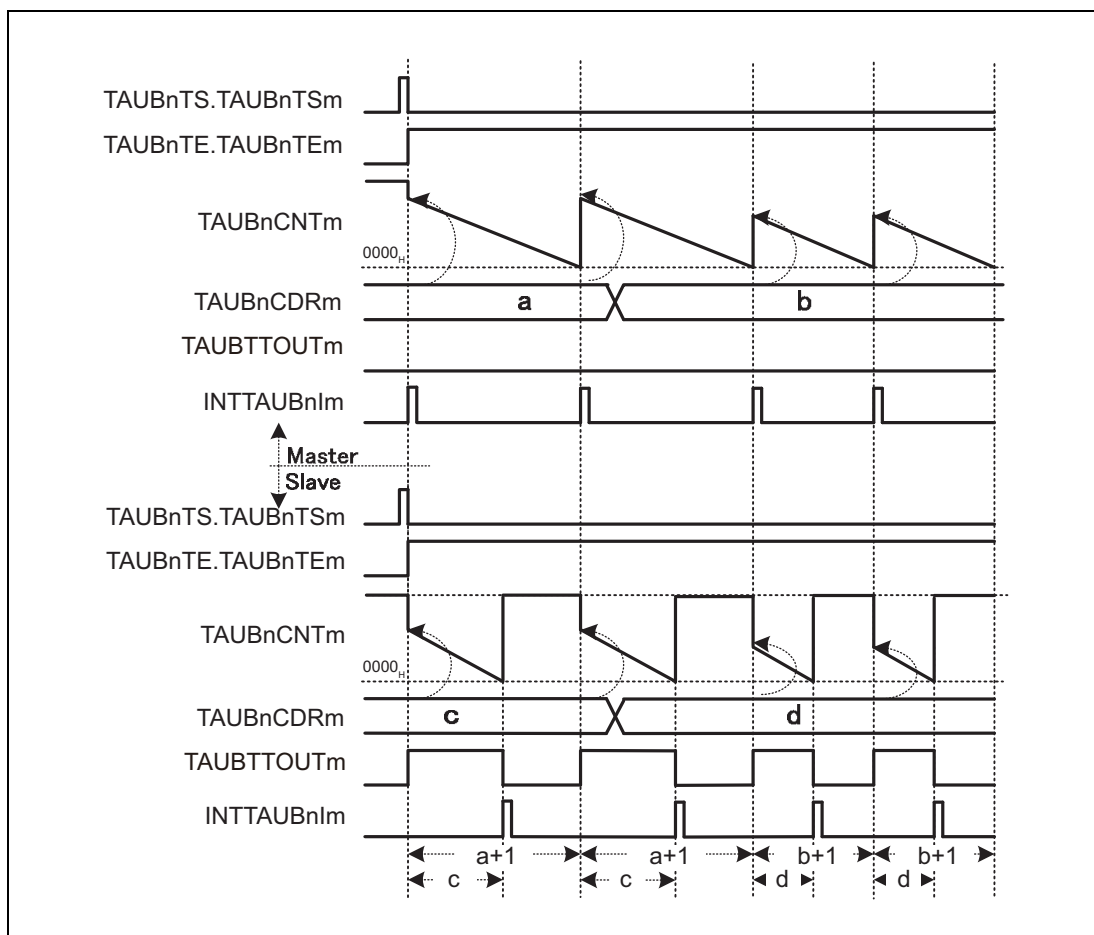 TAUBnTS.TAUBnTSm
TAUBnTE.TAUBnTEm
TAUBnCNTm
0000H
TAUBnCDRm
a
b
TAUBTTOUTm
INTTAUBnIm
Master
Slave
TAUBnTS.TAUBnTSm
TAUBnTE.TAUBnTEm
TAUBnCNTm
0000H
TAUBnCDRm
c
d
TAUBTTOUTm
INTTAUBnIm
a+1 a+1 b+1 b+1
c c d d